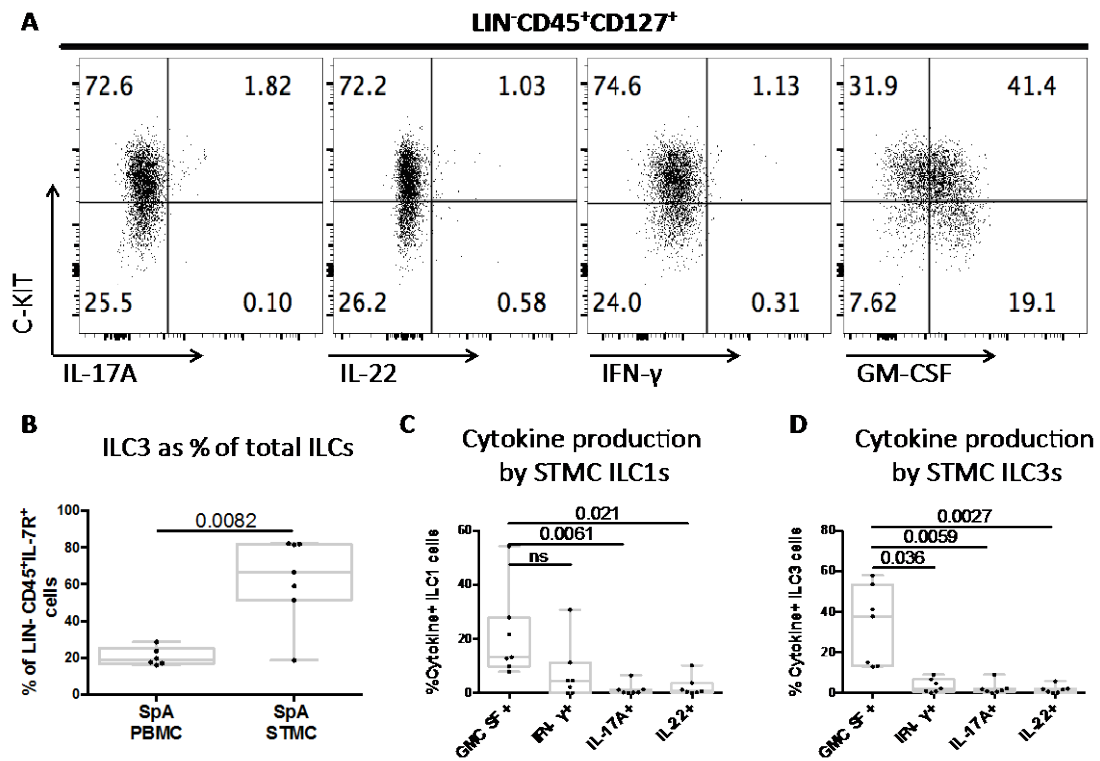 A
LIN-CD45+CD127+
72.6 1.82
72.2 1.03
74.6 1.13
31.9 41.4
25.5 0.10
26.2 0.58
24.0 0.31
7.62 19.1
C-KIT
IL-17A
IL-22
IFN-γ
GM-CSF
B
ILC3 as % of total ILCs
% of LIN- CD45+IL-7R+
cells
100
80
60
40
20
0
0.0082
SpA
PBMC
SpA
STMC
C
Cytokine production
by STMC ILC1s
%Cytokine+ ILC1 cells
60
40
20
0
0.021
0.0061
ns
GMC SF +
IFN- γ+
IL-17A+
IL-22+
D
Cytokine production
by STMC ILC3s
% Cytokine+ ILC3 cells
60
40
20
0
0.0027
0.0059
0.036
GMC SF +
IFN- γ+
IL-17A+
IL-22+